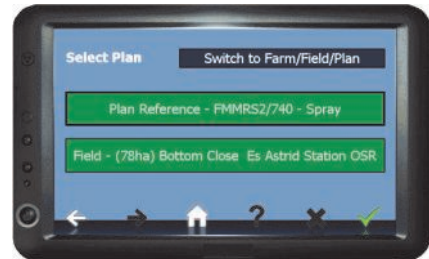 Select Plan
Switch to Farm/Field/Plan
Plan Reference - FMMRS2/740 - Spray
Field - (78ha) Bottom Close Es Astrid Station OSR
?